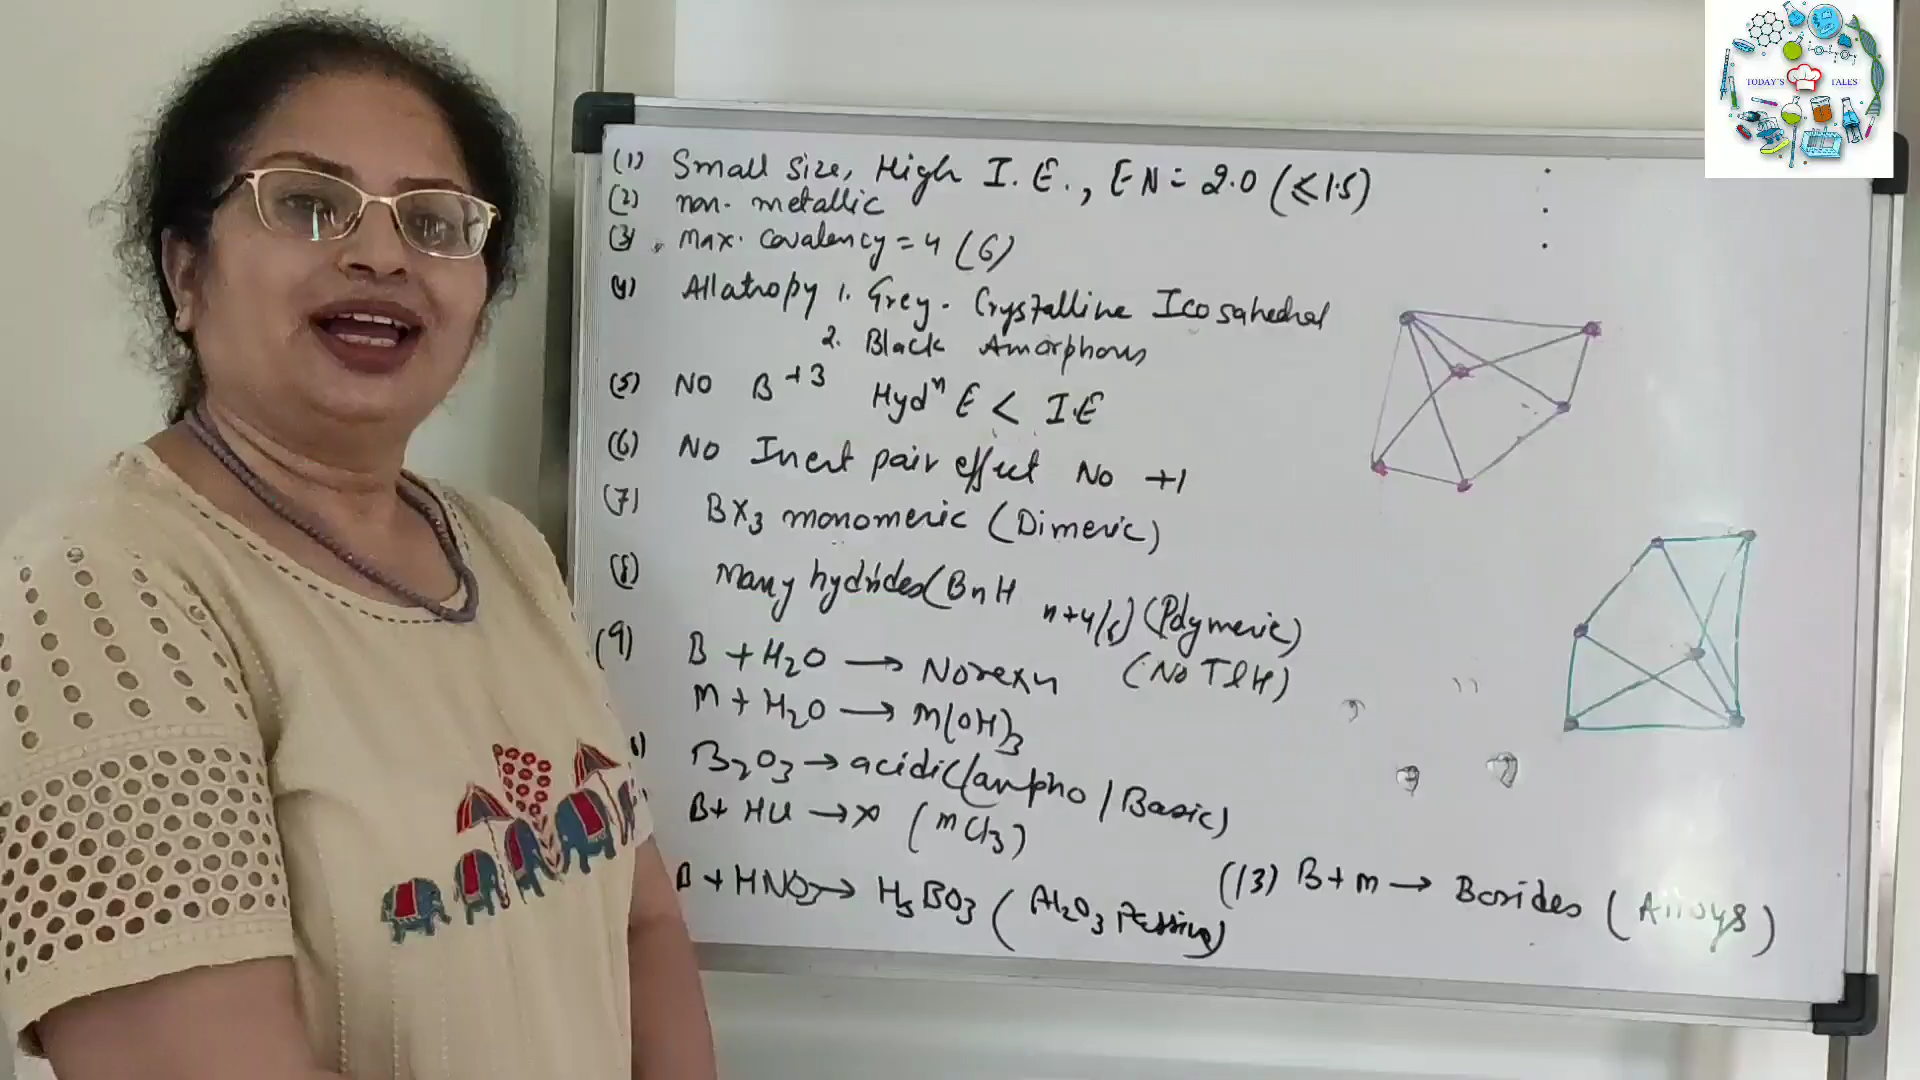 TODAY'S TALES
(1) Small Size, High I.E., EN = 2.0 (≤1.5)
(2) non-metallic
(3) Max. Covalency = 4 (6)
(4) Allatropy 1. Grey - Crystalline Icosahedral
2. Black Amorphous
(5) NO B+3 Hydⁿ E < I.E
(6) NO Inert pair effect No +1
(7) BX3 monomeric (Dimeric)
(8) Many hydrides (BnH n+4/6) (Polymeric)
(9) B + H2O → No rexn (No TlH)
M + H2O → M(OH)3
B2O3 → acidic (ampho / Basic)
B + HCl → x (MCl3)
B + HNO3 → H3BO3 (Al2O3 Passive)
(13) B + M → Borides (Alloys)